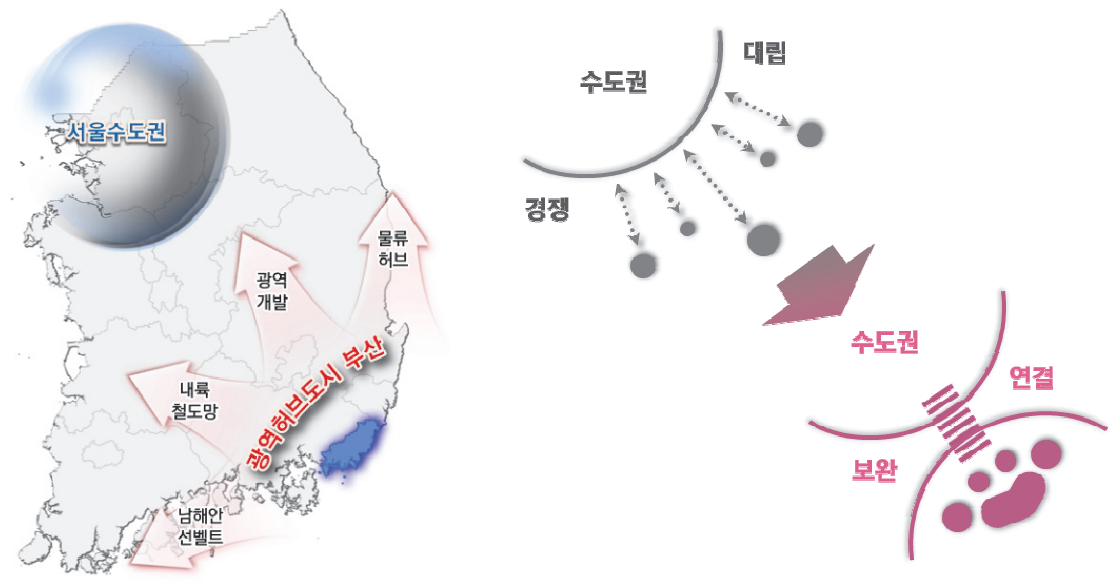 서울수도권
물류
허브
광역
개발
광역허브도시 부산
내륙
철도망
남해안
선벨트
대립
수도권
경쟁
수도권
연결
보완